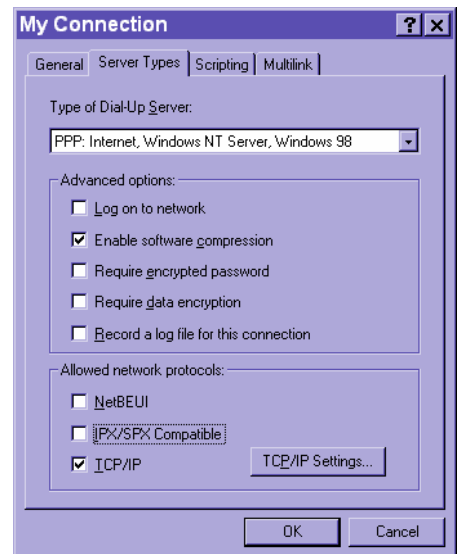 My Connection
? ×
General Server Types Scripting Multilink
Type of Dial-Up Server:
PPP: Internet, Windows NT Server, Windows 98
Advanced options:
Log on to network
Enable software compression
Require encrypted password
Require data encryption
Record a log file for this connection
Allowed network protocols:
NetBEUI
IPX/SPX Compatible
TCP/IP TCP/IP Settings...
OK Cancel